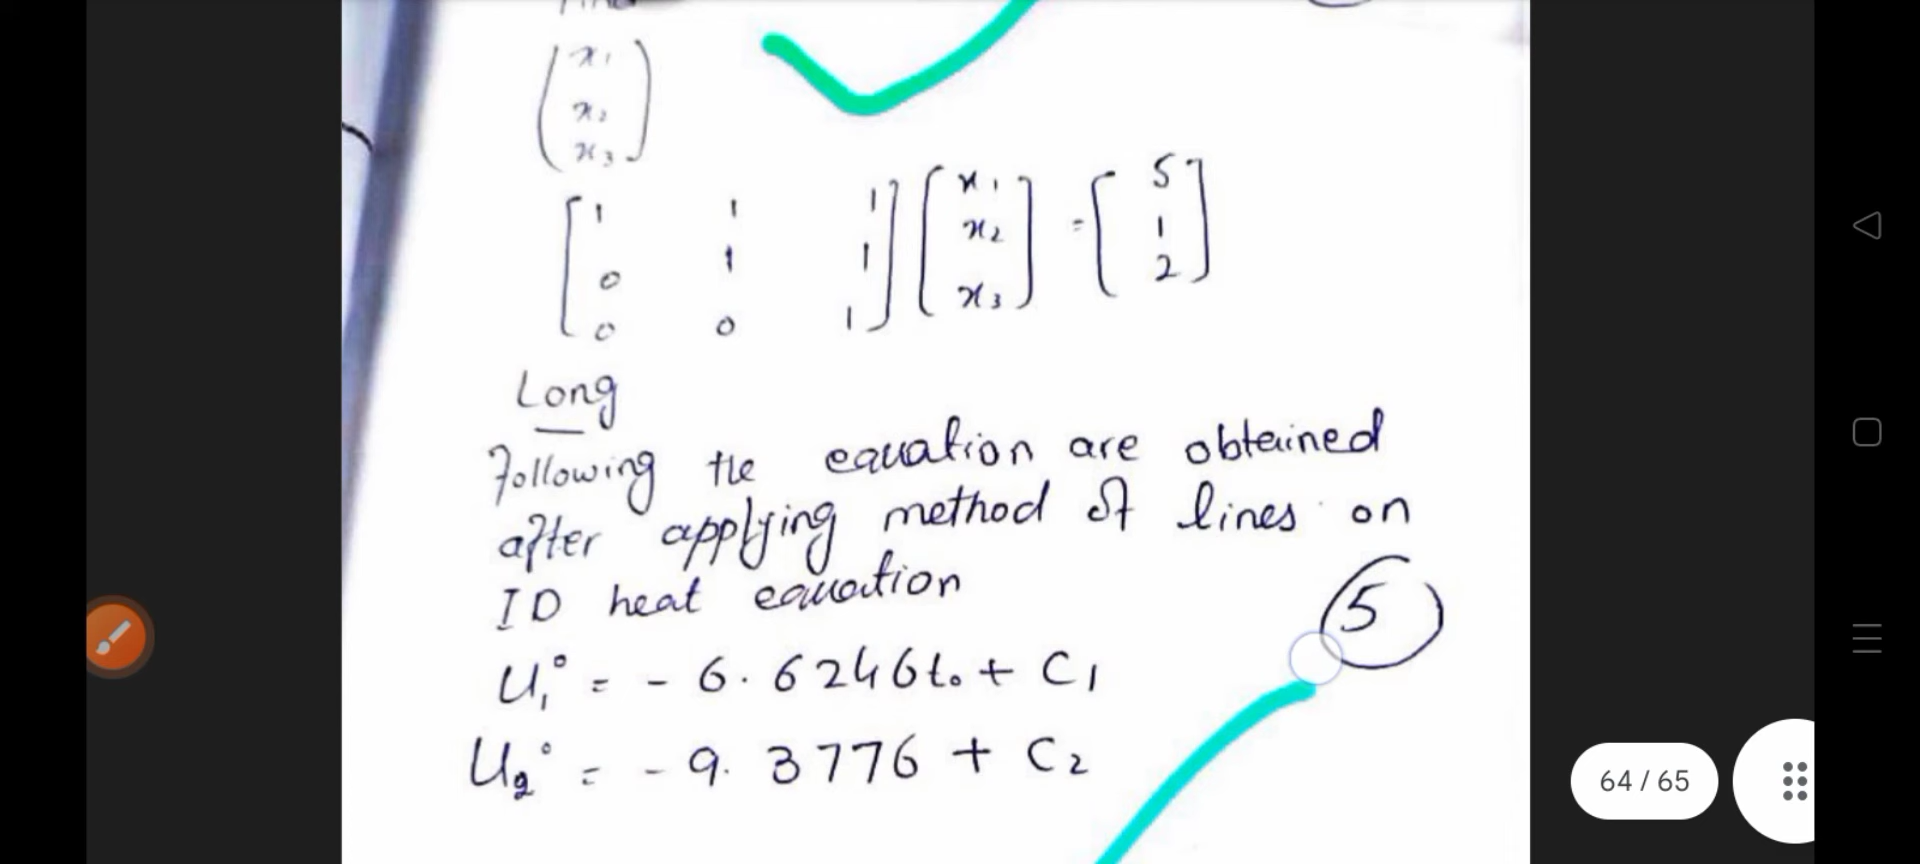 x1
x2
x3
1 1 1 x1 5
0 1 1 x2 = 1
0 0 1 x3 2
Long
Following the equation are obtained
after applying method of lines on
1D heat equation
5
U1° = - 6.6246t0 + C1
U2° = - 9.3776 + C2
64 / 65